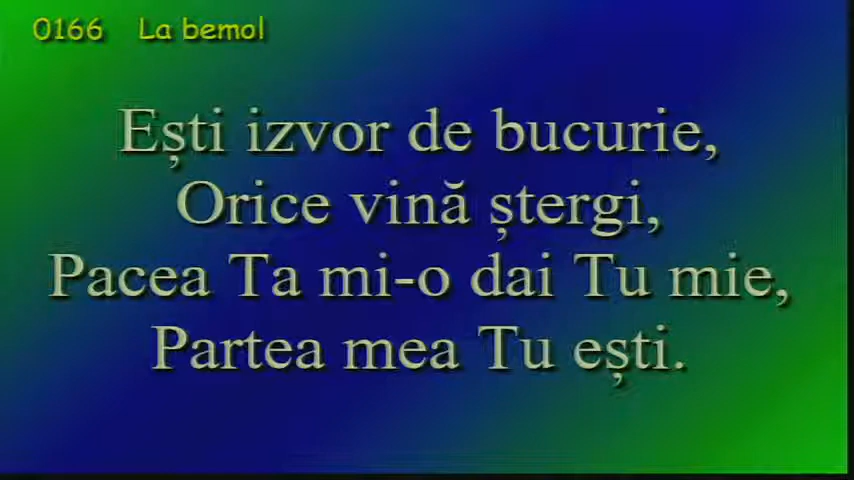 0166 La bemol
Ești izvor de bucurie,
Orice vină ștergi,
Pacea Ta mi-o dai Tu mie,
Partea mea Tu ești.